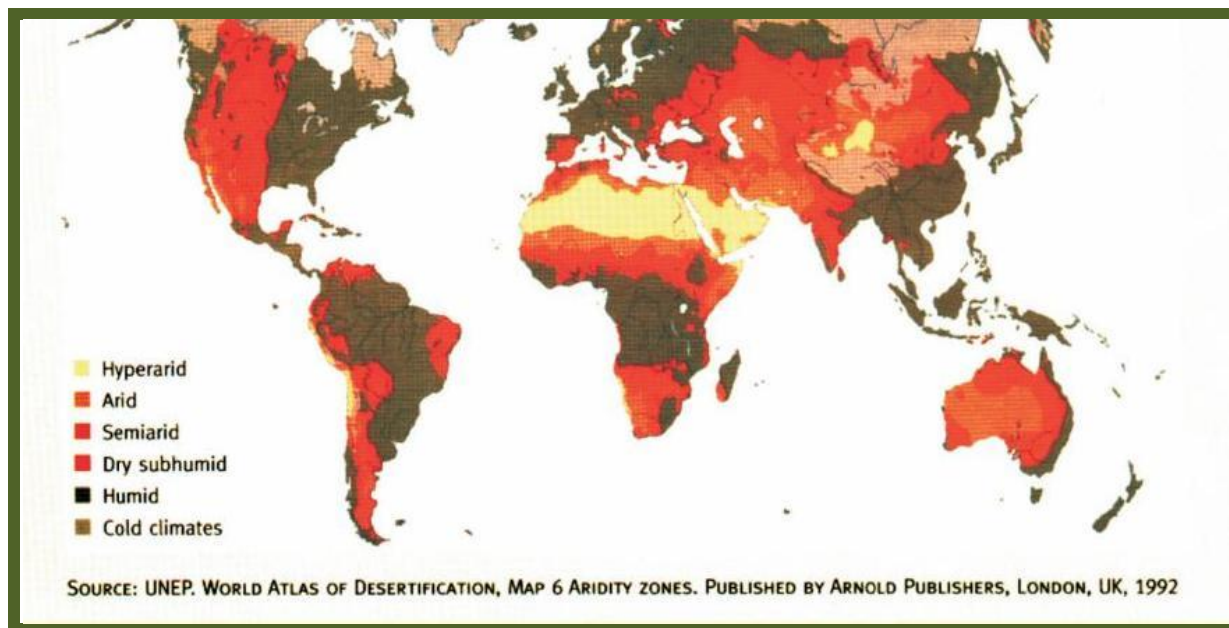 Hyperarid
Arid
Semiarid
Dry subhumid
Humid
Cold climates
SOURCE: UNEP. WORLD ATLAS OF DESERTIFICATION, MAP 6 ARIDITY ZONES. PUBLISHED BY ARNOLD PUBLISHERS, LONDON, UK, 1992